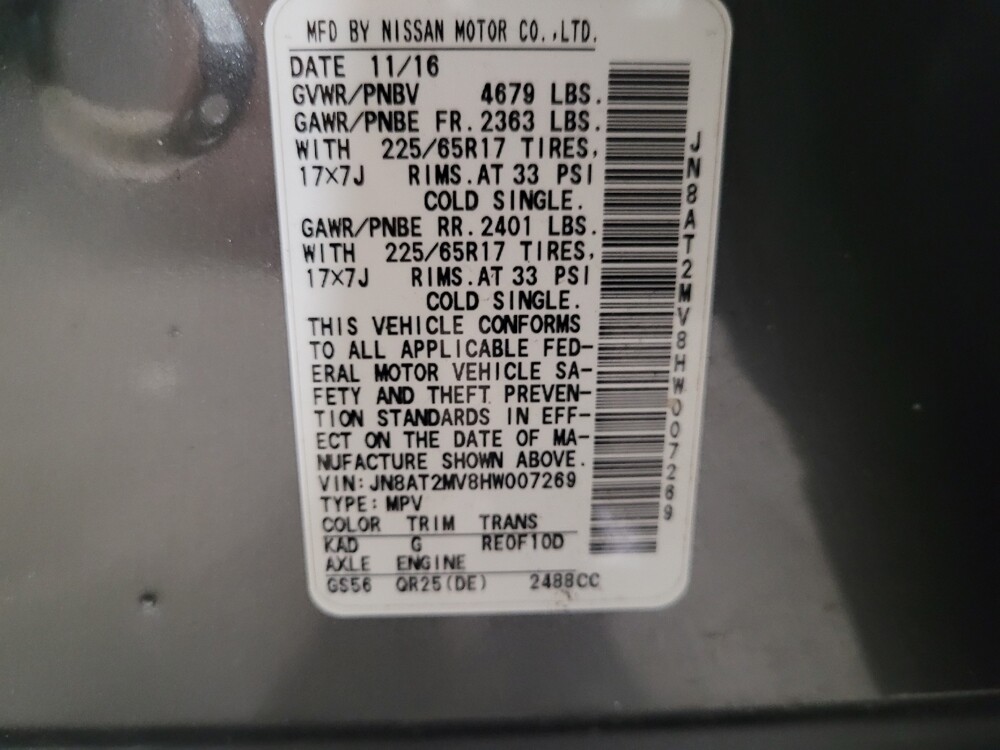 MFD BY NISSAN MOTOR CO.,LTD.
DATE 11/16
GVWR/PNBV 4679 LBS.
GAWR/PNBE FR. 2363 LBS.
WITH 225/65R17 TIRES,
17×7J RIMS.AT 33 PSI
COLD SINGLE.
GAWR/PNBE RR. 2401 LBS.
WITH 225/65R17 TIRES,
17×7J RIMS.AT 33 PSI
COLD SINGLE.
THIS VEHICLE CONFORMS
TO ALL APPLICABLE FED-
ERAL MOTOR VEHICLE SA-
FETY AND THEFT PREVEN-
TION STANDARDS IN EFF-
ECT ON THE DATE OF MA-
NUFACTURE SHOWN ABOVE.
VIN:JN8AT2MV8HW007269
TYPE:MPV
COLOR TRIM TRANS
KAD G RE0F10D
AXLE ENGINE
GS56 QR25(DE) 2488CC
JN8AT2MV8HW007269